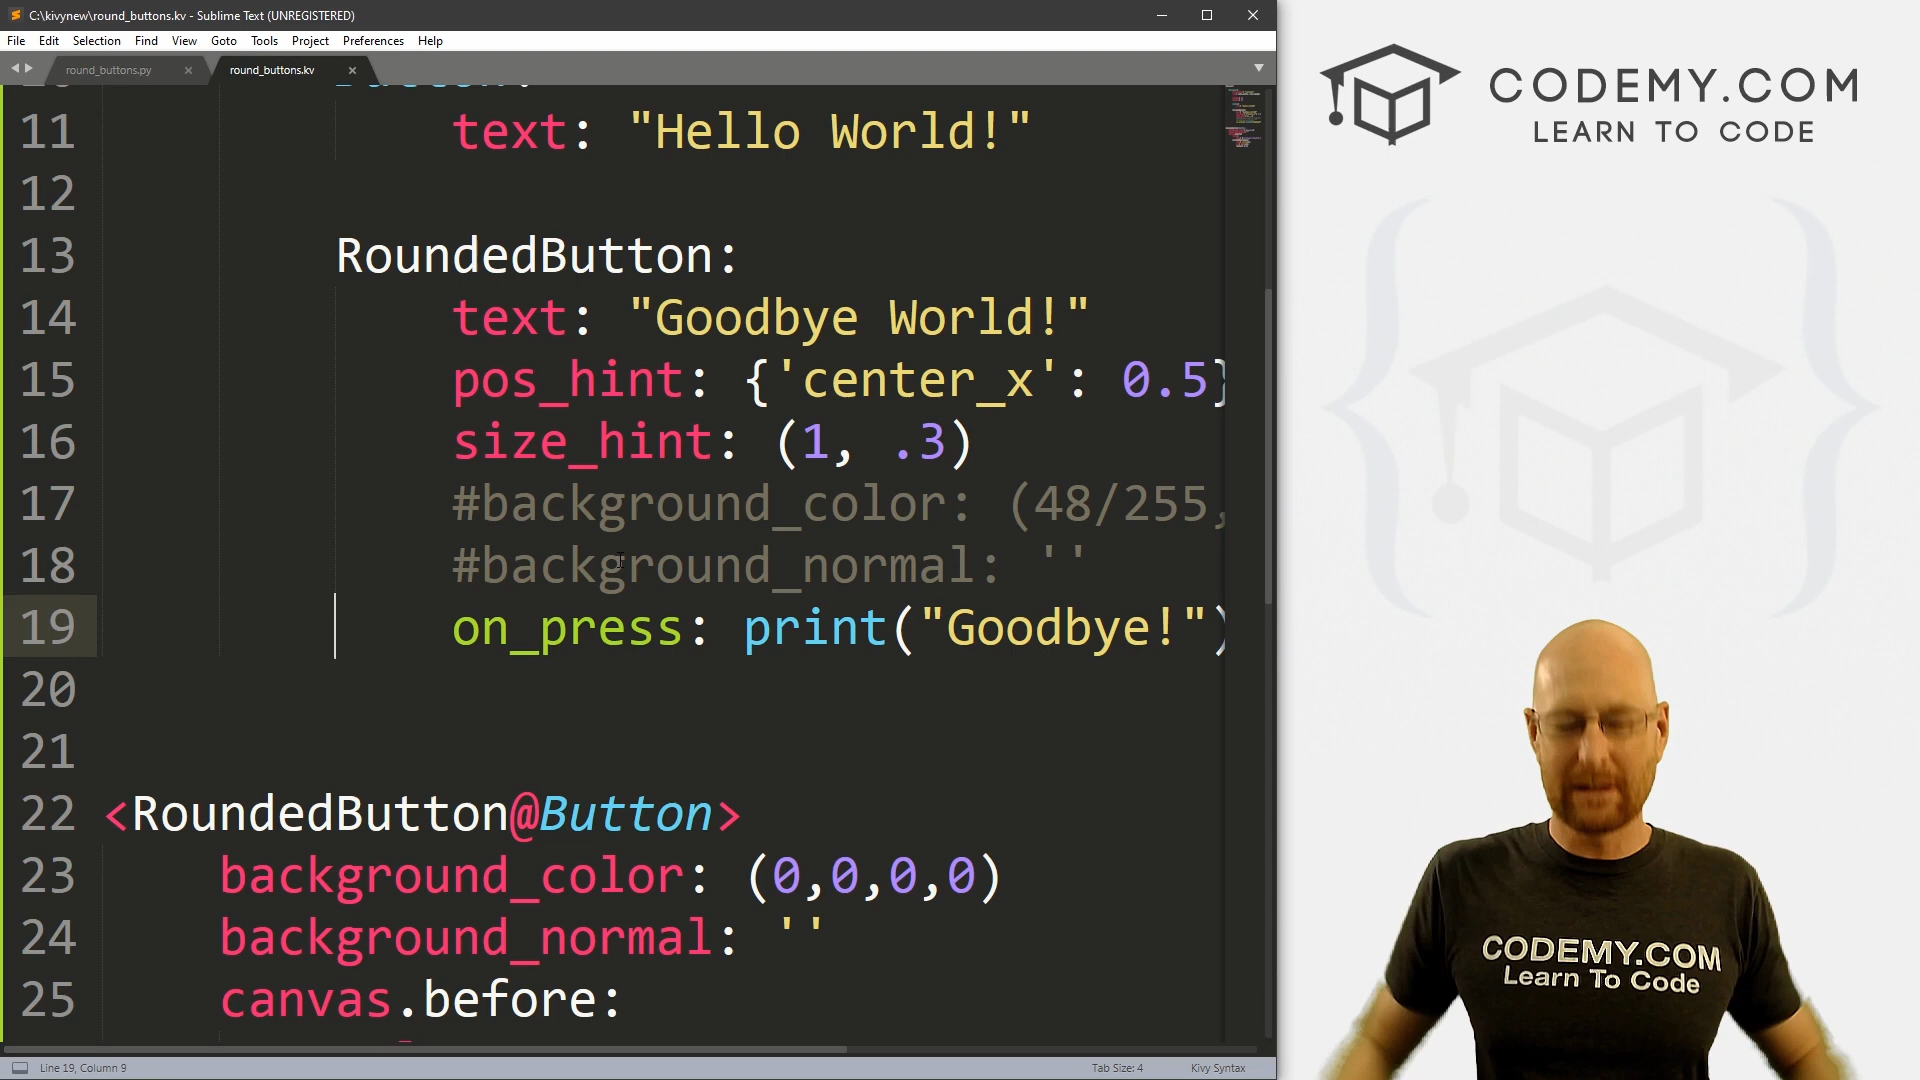 C:\kivynew\round_buttons.kv - Sublime Text (UNREGISTERED)
File Edit Selection Find View Goto Tools Project Preferences Help
round_buttons.py
round_buttons.kv
11 text: "Hello World!"
12
13 RoundedButton:
14 text: "Goodbye World!"
15 pos_hint: {'center_x': 0.5}
16 size_hint: (1, .3)
17 #background_color: (48/255,
18 #background_normal: ''
19 on_press: print("Goodbye!")
20
21
22 <RoundedButton@Button>
23 background_color: (0,0,0,0)
24 background_normal: ''
25 canvas.before:
Line 19, Column 9
Tab Size: 4
Kivy Syntax
CODEMY.COM
LEARN TO CODE
CODEMY.COM
Learn To Code